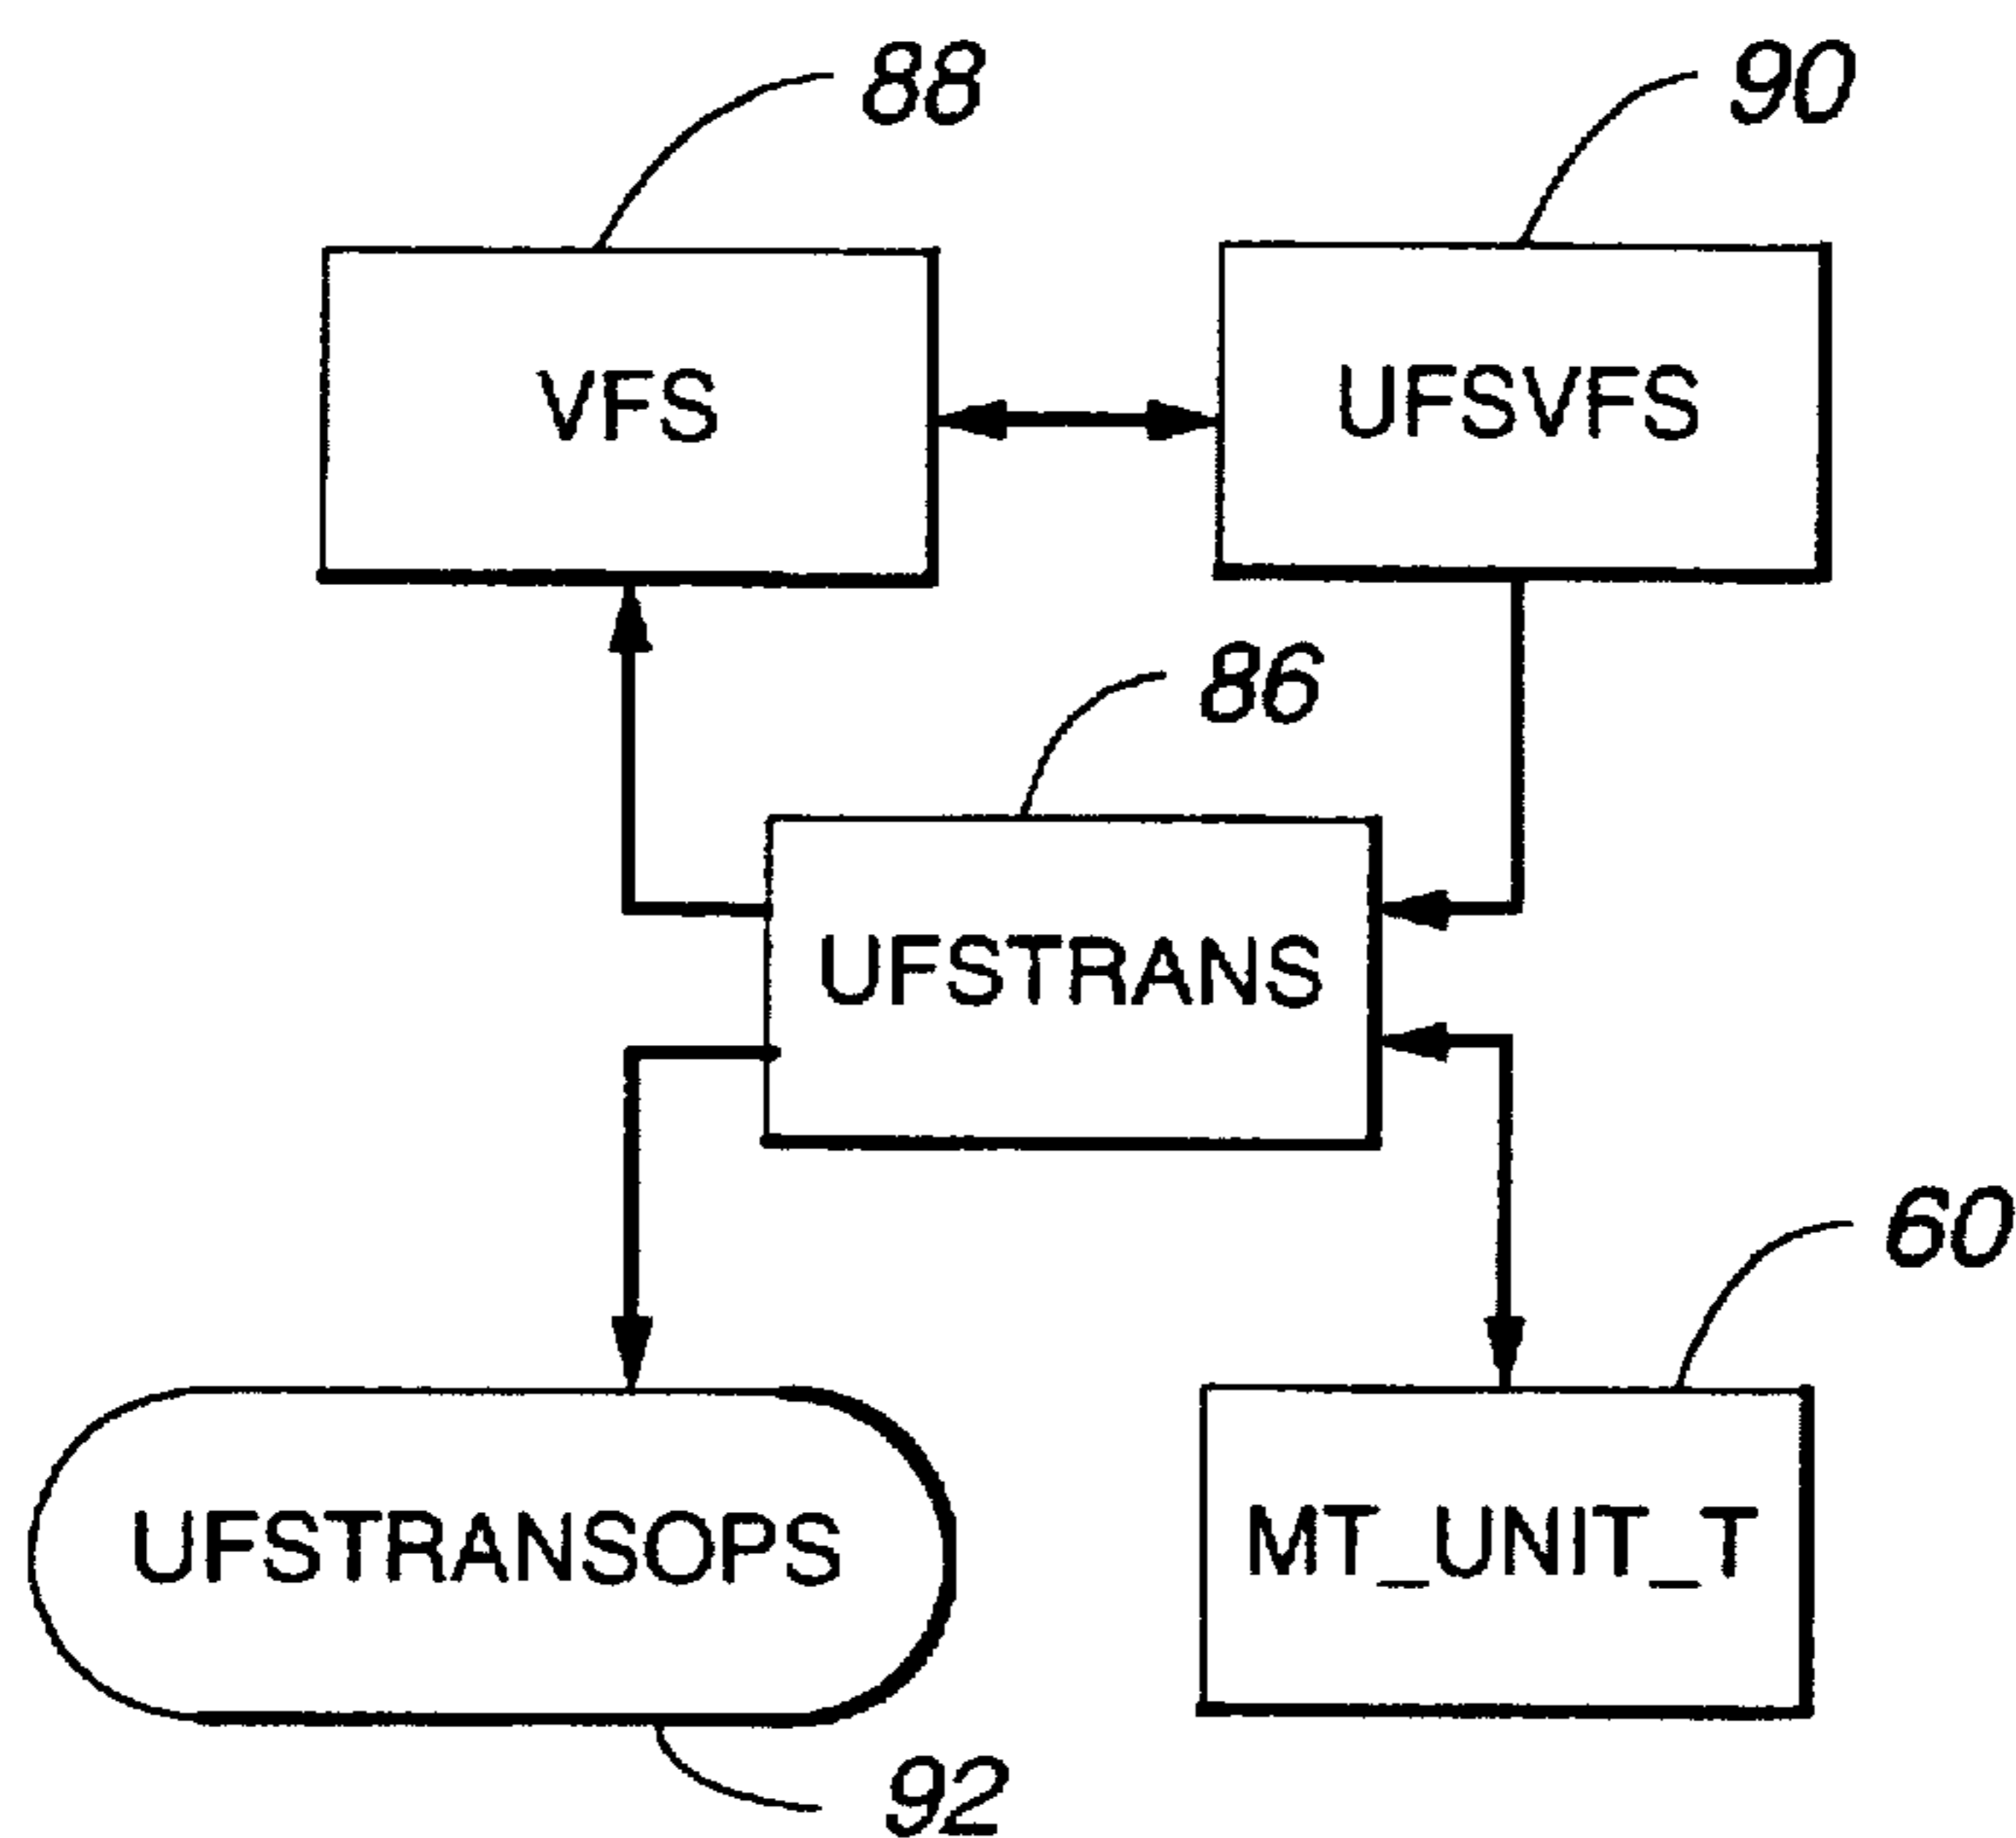 88
90
VFS
UFSVFS
86
UFSTRANS
60
UFSTRANSOPS
MT_UNIT_T
92